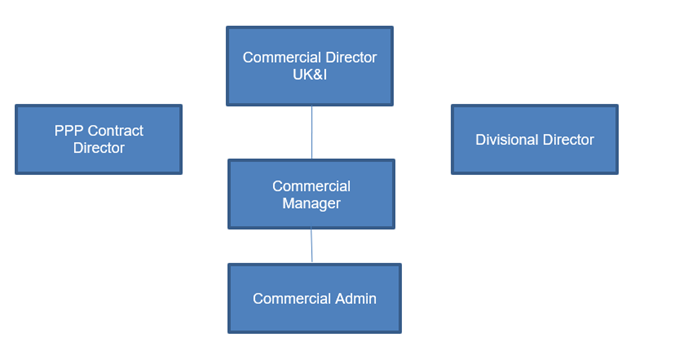 Commercial Director
UK&I
PPP Contract
Director
Divisional Director
Commercial
Manager
Commercial Admin